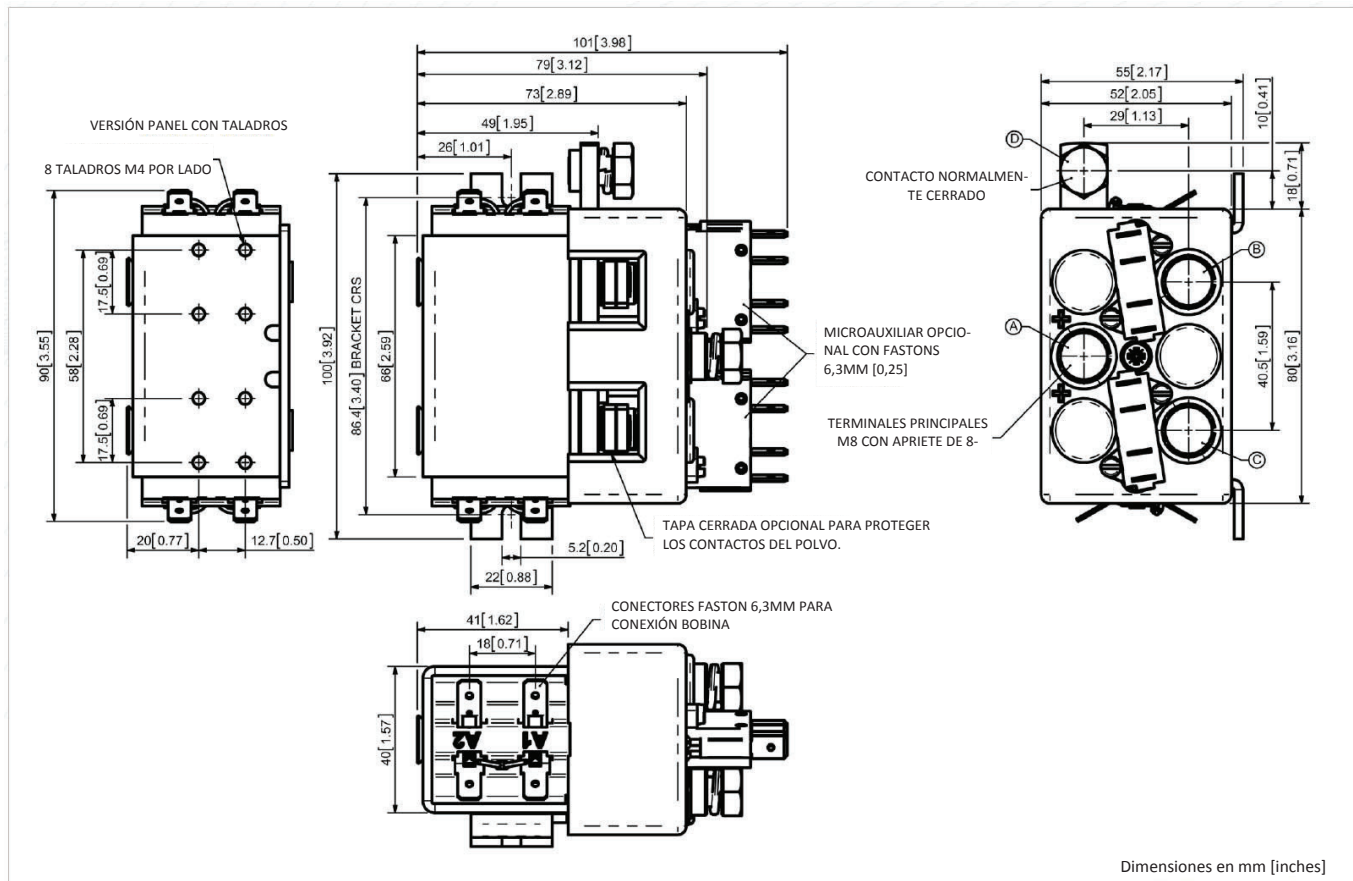 101[3.98]
79[3.12]
73[2.89]
49[1.95]
26[1.01]
VERSIÓN PANEL CON TALADROS
8 TALADROS M4 POR LADO
90[3.55]
58[2.28]
17.5[0.69]
17.5[0.69]
20[0.77]
12.7[0.50]
100[3.92]
86.4[3.40] BRACKET CRS
66[2.59]
5.2[0.20]
22[0.88]
MICROAUXILIAR OPCIO-
NAL CON FASTONS
6,3MM [0,25]
TERMINALES PRINCIPALES
M8 CON APRIETE DE 8-
TAPA CERRADA OPCIONAL PARA PROTEGER
LOS CONTACTOS DEL POLVO.
55[2.17]
52[2.05]
29[1.13]
10[0.41]
18[0.71]
D
CONTACTO NORMALMEN-
TE CERRADO
B
A
C
40.5[1.59]
80[3.16]
CONECTORES FASTON 6,3MM PARA
CONEXIÓN BOBINA
41[1.62]
18[0.71]
40[1.57]
A2
A1
Dimensiones en mm [inches]